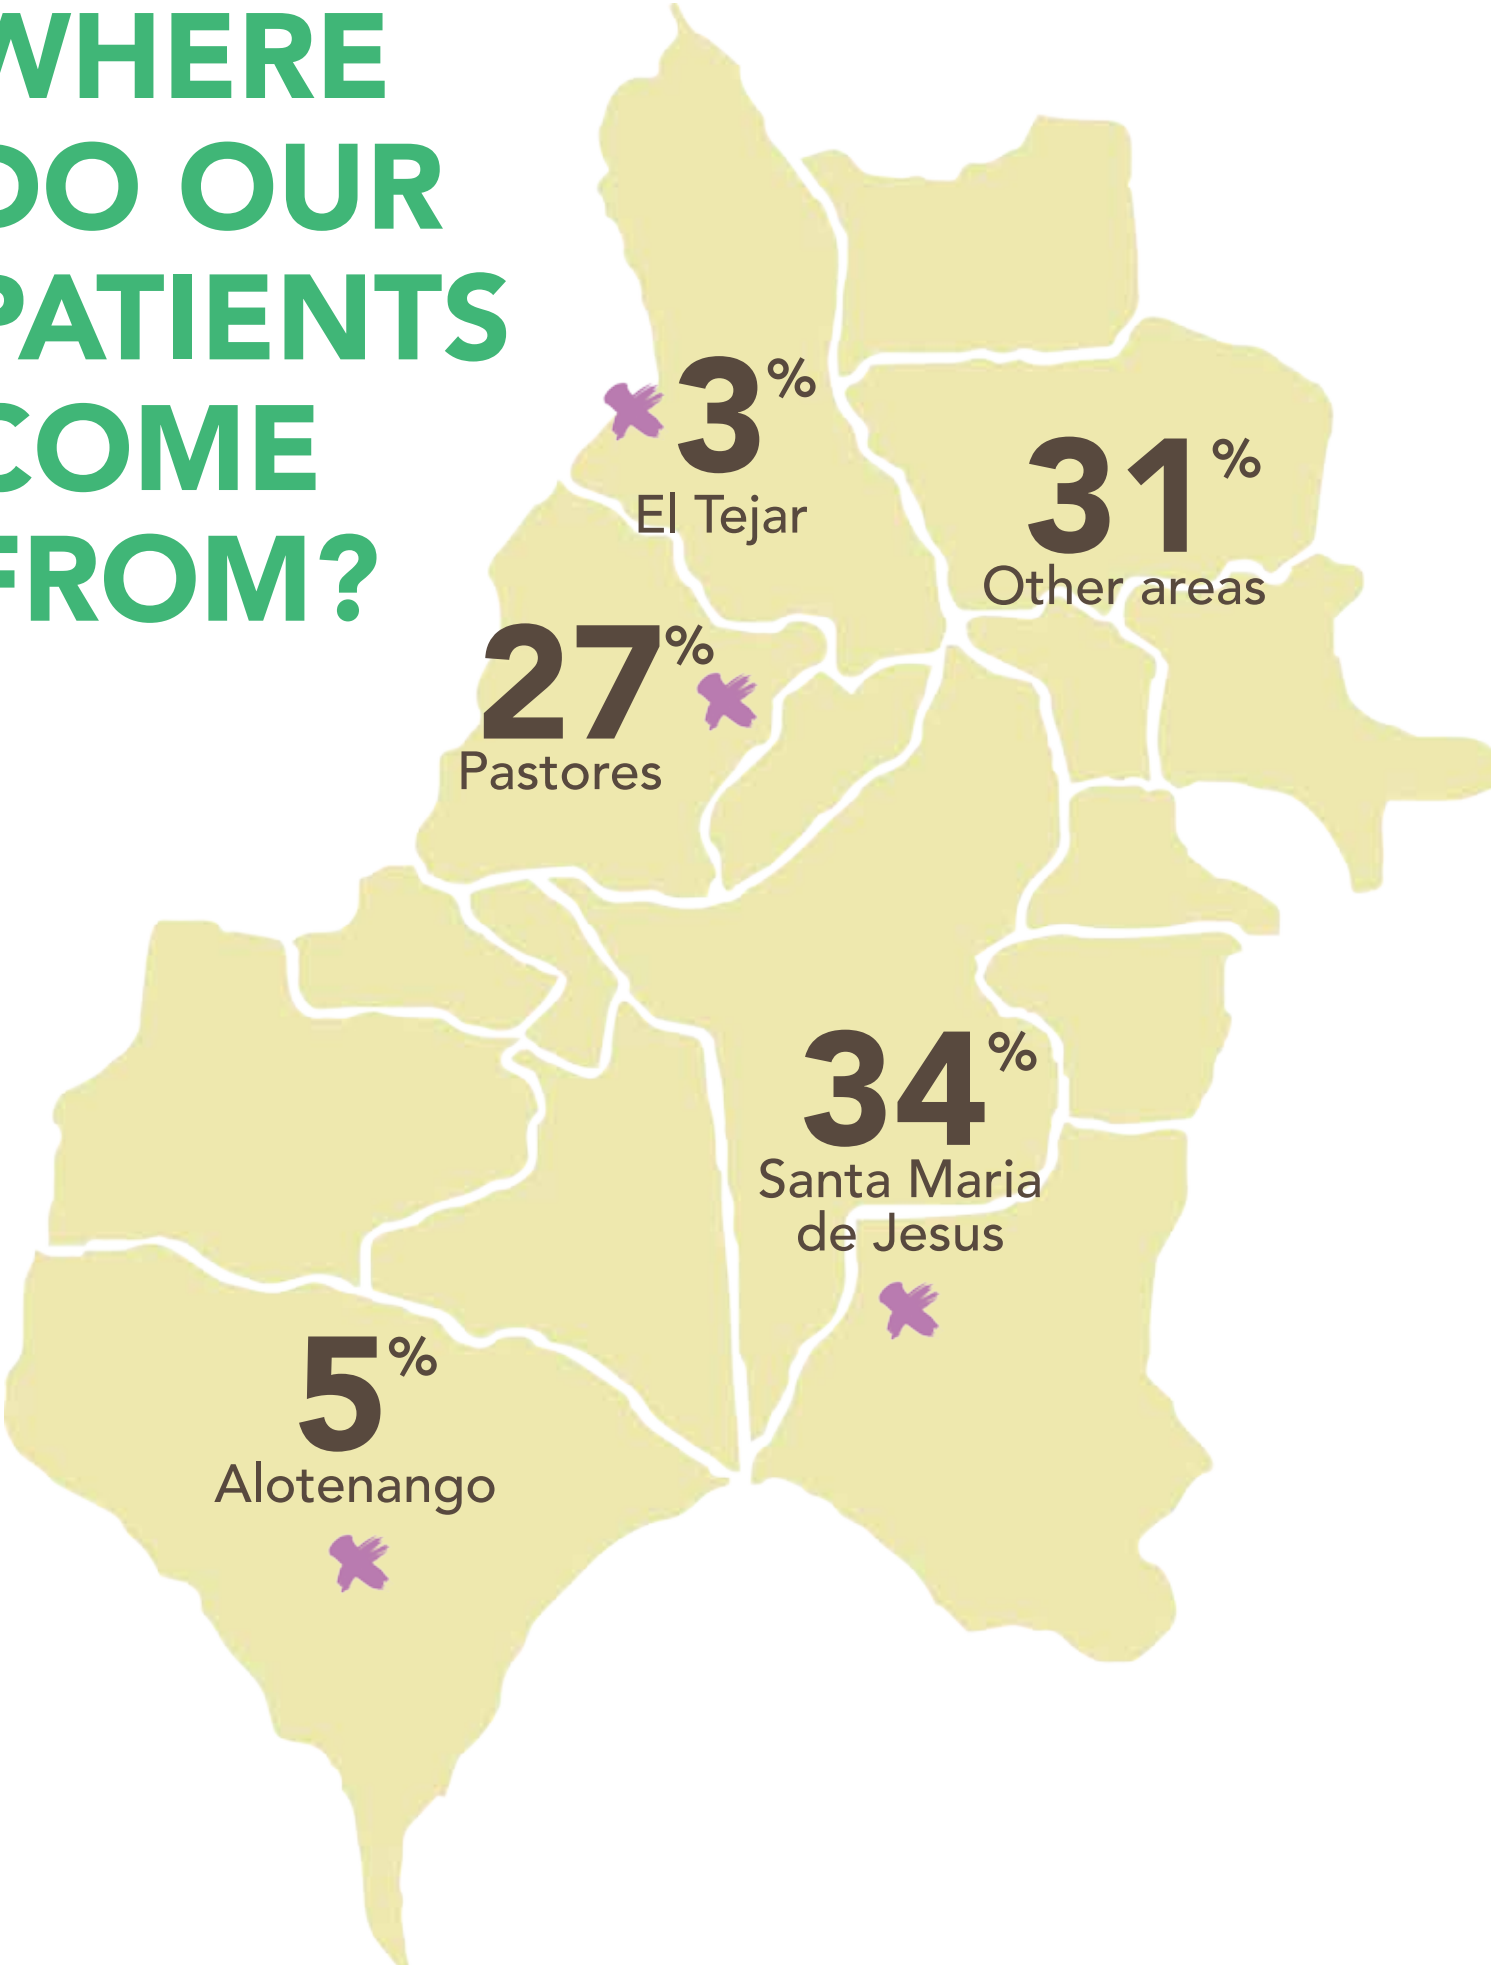 WHERE
DO OUR
PATIENTS
COME
FROM?
3%
El Tejar
31%
Other areas
27%
Pastores
34%
Santa Maria
de Jesus
5%
Alotenango